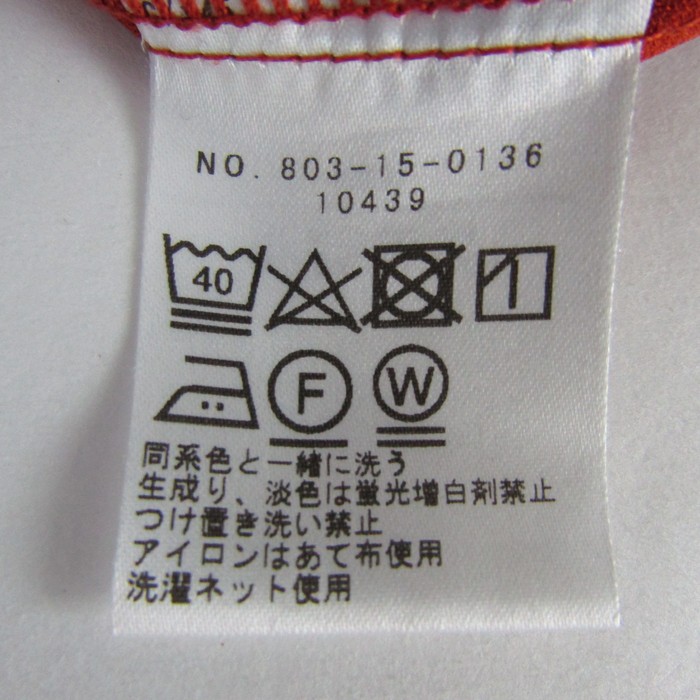 NO. 803-15-0136
10439
40
F
W
同系色と一緒に洗う
生成り、淡色は蛍光増白剤禁止
つけ置き洗い禁止
アイロンはあて布使用
洗濯ネット使用